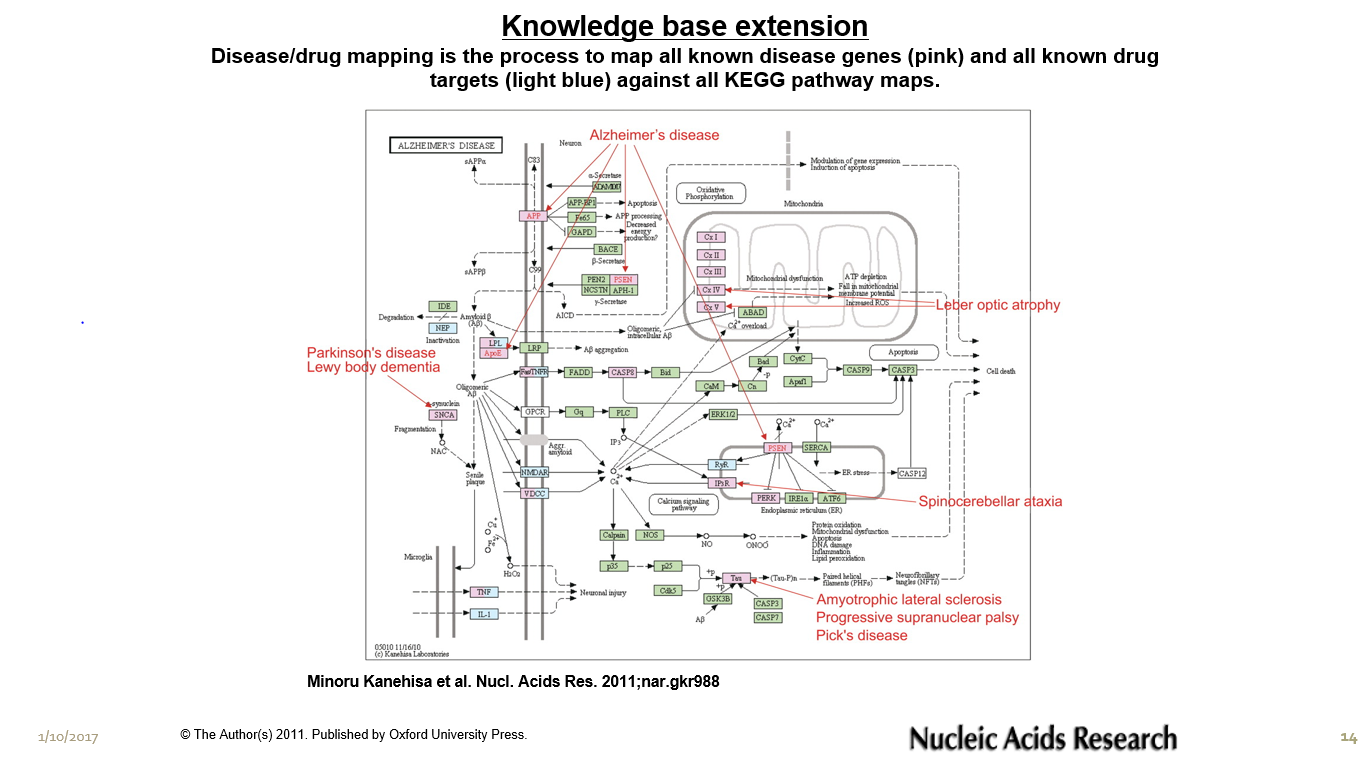 Knowledge base extension
Disease/drug mapping is the process to map all known disease genes (pink) and all known drug
targets (light blue) against all KEGG pathway maps.
Alzheimer's disease
ALZHEIMER'S DISEASE
Neuron
sAPPα
C83
α-Secretase
ADAM10/17
Modulation of gene expression
Induction of apoptosis
Oxidative
Phosphorylation
Mitochondria
APP
APP-BP1
Apoptosis
Fe65
APP processing
GAPD
Decreased
energy
production?
BACE
β-Secretase
sAPPβ
C99
PEN2
PSEN
NCSTN
APH-1
γ-Secretase
AICD
Cx I
Cx II
Cx III
Cx IV
Cx V
Mitochondrial dysfunction
ATP depletion
Fall in mitochondrial
membrane potential
Increased ROS
ABAD
Ca2+ overload
Leber optic atrophy
IDE
Degradation
Amyloid β
(Aβ)
NEP
Inactivation
Oligomeric,
intracellular Aβ
LPL
ApoE
LRP
Aβ aggregation
Parkinson's disease
Lewy body dementia
Apoptosis
Bad
CytC
-p
Apaf1
CASP9
CASP3
Cell death
Fas
TNFR
FADD
CASP8
Bid
CaM
Cn
Oligomeric
Aβ
α-synuclein
SNCA
Fragmentation
NAC
GPCR
Gq
PLC
IP3
ERK1/2
Aggr.
amyloid
Senile
plaque
NMDAR
VDCC
Ca2+
Ca2+
Ca2+
PSEN
SERCA
RyR
IP3R
ER stress
CASP12
PERK
IRE1α
ATF6
Endoplasmic reticulum (ER)
Spinocerebellar ataxia
Calcium signaling
pathway
Cu+
Fe2+
H2O2
Microglia
TNF
IL-1
Neuronal injury
Calpain
NOS
NO
ONOO-
Protein oxidation
Mitochondrial dysfunction
Apoptosis
DNA damage
Inflammation
Lipid peroxidation
p35
p25
Cdk5
+p
+p
Tau
(Tau-P)n
Paired helical
filaments (PHFs)
Neurofibrillary
tangles (NFTs)
GSK3B
Aβ
CASP3
CASP7
Amyotrophic lateral sclerosis
Progressive supranuclear palsy
Pick's disease
05010 11/16/10
(c) Kanehisa Laboratories
Minoru Kanehisa et al. Nucl. Acids Res. 2011;nar.gkr988
1/10/2017
© The Author(s) 2011. Published by Oxford University Press.
Nucleic Acids Research
14